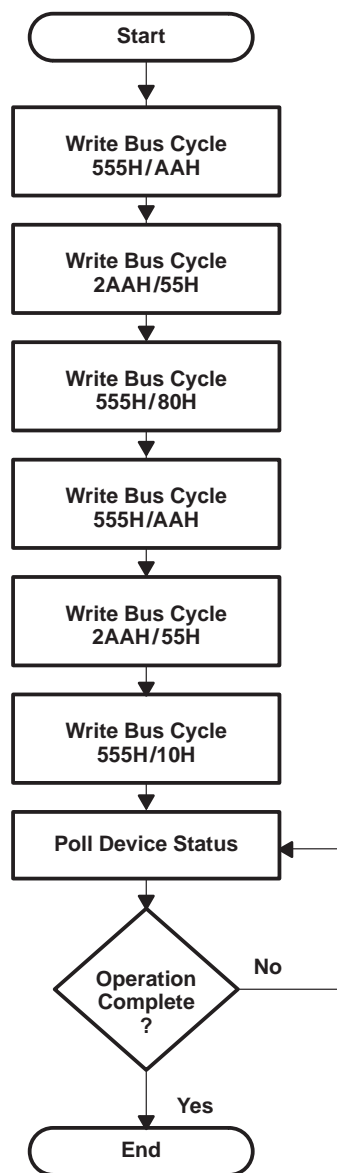 Start
Write Bus Cycle
555H/AAH
Write Bus Cycle
2AAH/55H
Write Bus Cycle
555H/80H
Write Bus Cycle
555H/AAH
Write Bus Cycle
2AAH/55H
Write Bus Cycle
555H/10H
Poll Device Status
Operation
Complete
?
No
Yes
End